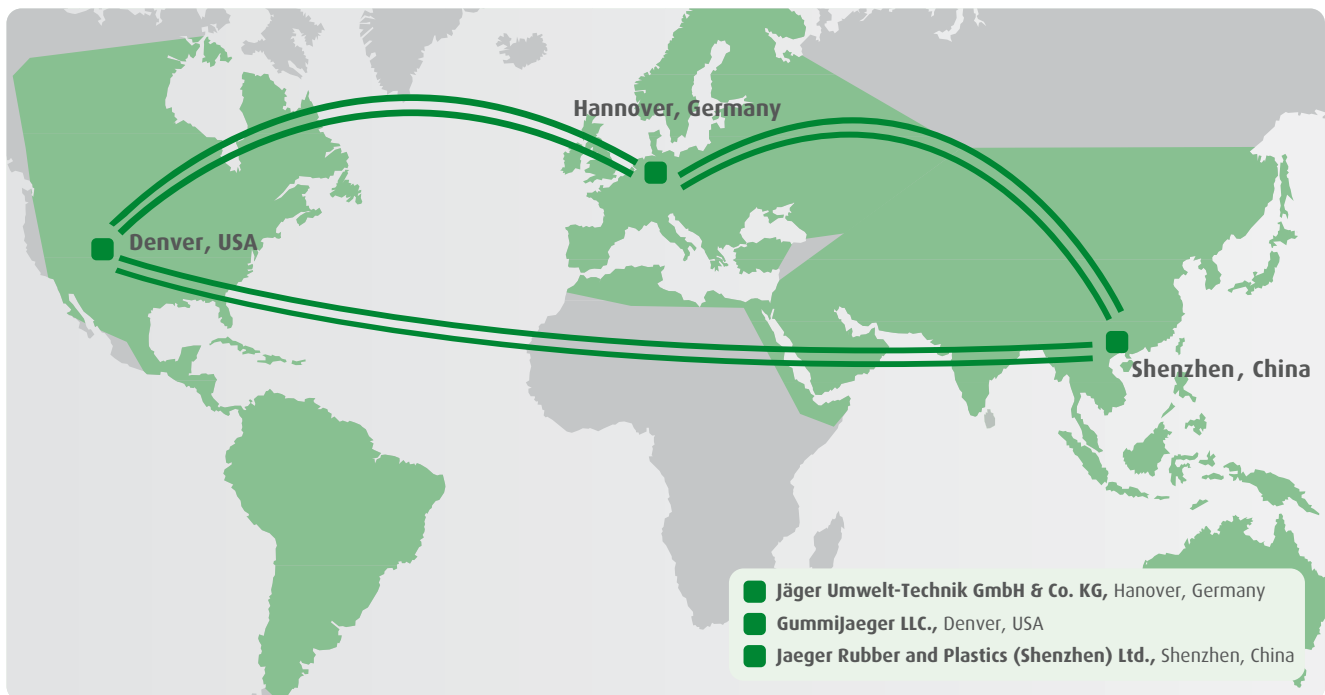 Hannover, Germany
Denver, USA
Shenzhen, China
Jäger Umwelt-Technik GmbH & Co. KG, Hanover, Germany
GummiJaeger LLC., Denver, USA
Jaeger Rubber and Plastics (Shenzhen) Ltd., Shenzhen, China